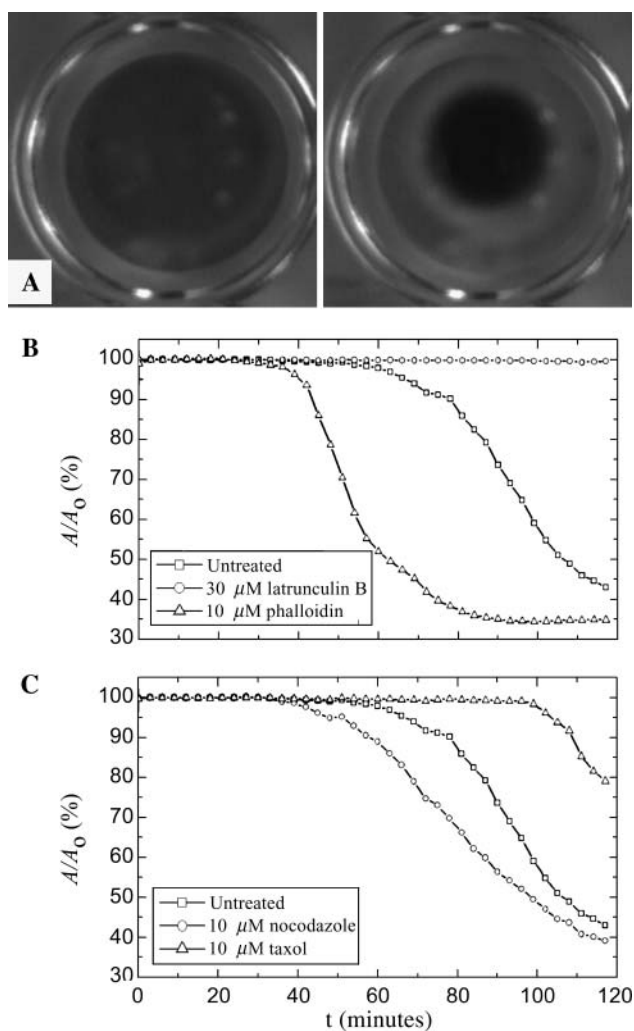 A
B
100
90
80
70
60
50
40
30
A/A₀ (%)
Untreated
30 μM latrunculin B
10 μM phalloidin
C
100
90
80
70
60
50
40
30
A/A₀ (%)
Untreated
10 μM nocodazole
10 μM taxol
0 20 40 60 80 100 120
t (minutes)